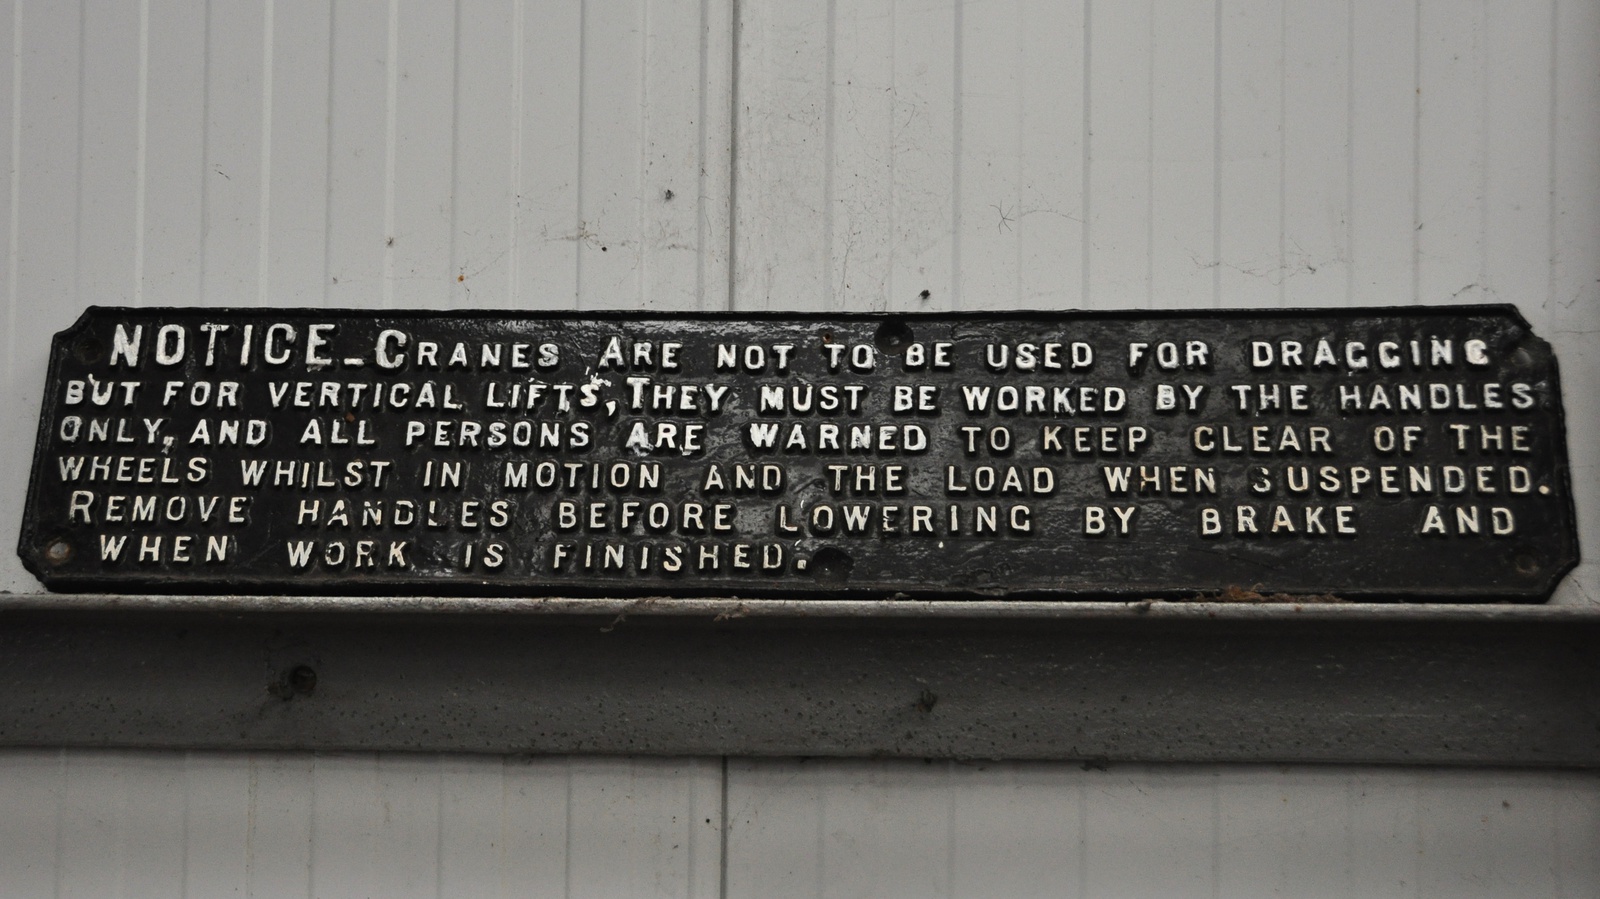 NOTICE_CRANES ARE NOT TO BE USED FOR DRAGGING
BUT FOR VERTICAL LIFTS, THEY MUST BE WORKED BY THE HANDLES
ONLY, AND ALL PERSONS ARE WARNED TO KEEP CLEAR OF THE
WHEELS WHILST IN MOTION AND THE LOAD WHEN SUSPENDED.
REMOVE HANDLES BEFORE LOWERING BY BRAKE AND
WHEN WORK IS FINISHED.